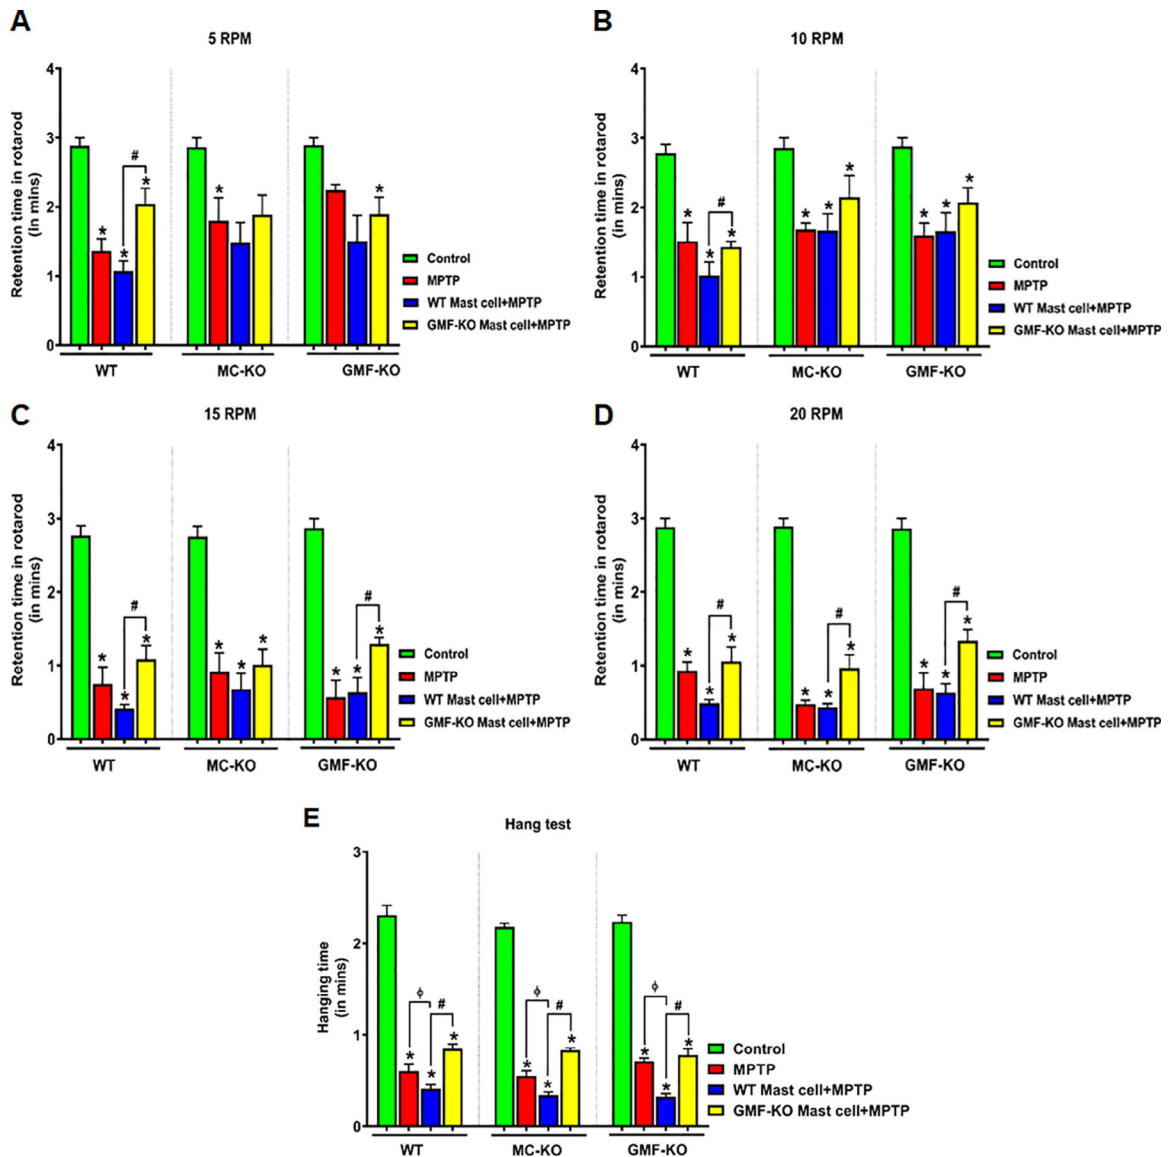 A
5 RPM
Retention time in rotarod
(in mins)
4
3
2
1
0
#
*
*
*
*
*
Control
MPTP
WT Mast cell+MPTP
GMF-KO Mast cell+MPTP
WT
MC-KO
GMF-KO
B
10 RPM
Retention time in rotarod
(in mins)
4
3
2
1
0
#
*
*
*
*
*
*
*
*
*
Control
MPTP
WT Mast cell+MPTP
GMF-KO Mast cell+MPTP
WT
MC-KO
GMF-KO
C
15 RPM
Retention time in rotarod
(in mins)
4
3
2
1
0
#
#
*
*
*
*
*
*
*
*
*
Control
MPTP
WT Mast cell+MPTP
GMF-KO Mast cell+MPTP
WT
MC-KO
GMF-KO
D
20 RPM
Retention time in rotarod
(in mins)
4
3
2
1
0
#
#
#
*
*
*
*
*
*
*
*
*
Control
MPTP
WT Mast cell+MPTP
GMF-KO Mast cell+MPTP
WT
MC-KO
GMF-KO
E
Hang test
Hanging time
(in mins)
3
2
1
0
ϕ
#
ϕ
#
ϕ
#
*
*
*
*
*
*
*
*
*
Control
MPTP
WT Mast cell+MPTP
GMF-KO Mast cell+MPTP
WT
MC-KO
GMF-KO